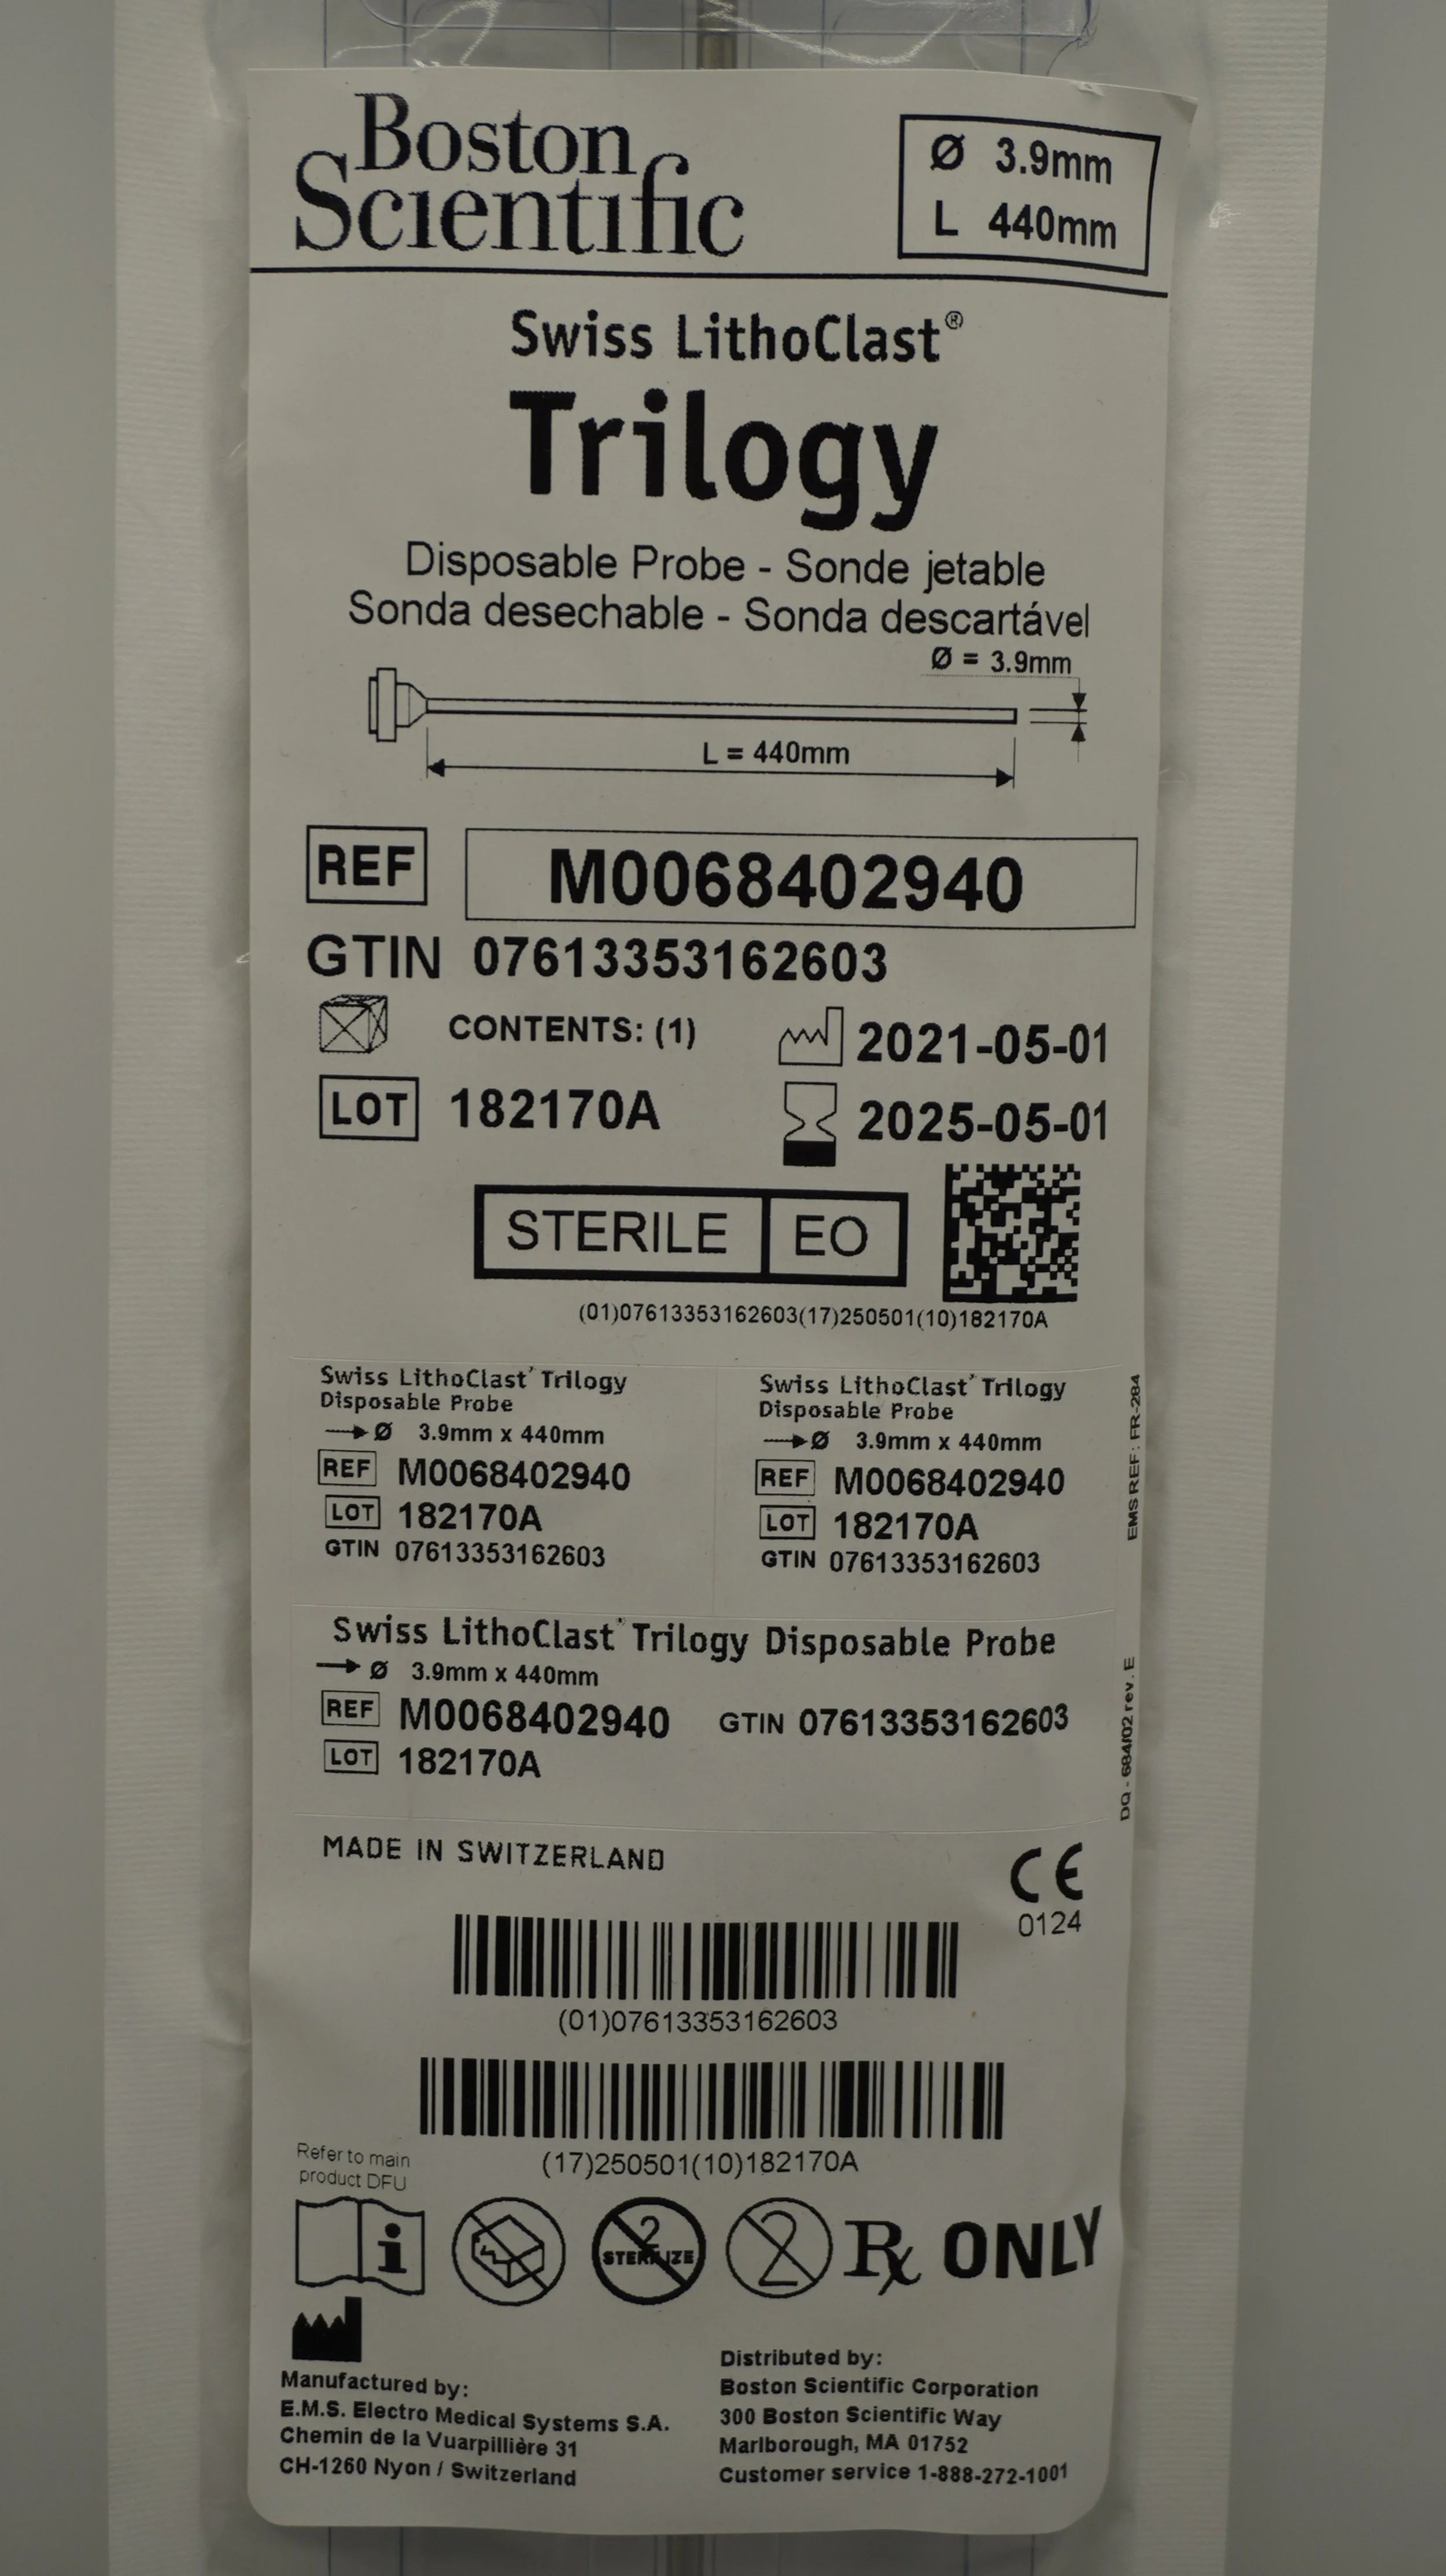 Boston
Scientific
Ø 3.9mm
L 440mm
Swiss LithoClast®
Trilogy
Disposable Probe - Sonde jetable
Sonda desechable - Sonda descartável
Ø = 3.9mm
L = 440mm
REF M0068402940
GTIN 07613353162603
CONTENTS: (1) 2021-05-01
LOT 182170A 2025-05-01
STERILE EO
(01)07613353162603(17)250501(10)182170A
Swiss LithoClast® Trilogy
Disposable Probe
Ø 3.9mm x 440mm
REF M0068402940
LOT 182170A
GTIN 07613353162603
Swiss LithoClast® Trilogy
Disposable Probe
Ø 3.9mm x 440mm
REF M0068402940
LOT 182170A
GTIN 07613353162603
EMS REF: FR-284
Swiss LithoClast® Trilogy Disposable Probe
Ø 3.9mm x 440mm
REF M0068402940 GTIN 07613353162603
LOT 182170A
DQ - 684/02 rev. E
MADE IN SWITZERLAND
CE
0124
(01)07613353162603
(17)250501(10)182170A
Refer to main
product DFU
i
2
STERILIZE
2
Rx ONLY
Manufactured by:
E.M.S. Electro Medical Systems S.A.
Chemin de la Vuarpillière 31
CH-1260 Nyon / Switzerland
Distributed by:
Boston Scientific Corporation
300 Boston Scientific Way
Marlborough, MA 01752
Customer service 1-888-272-1001